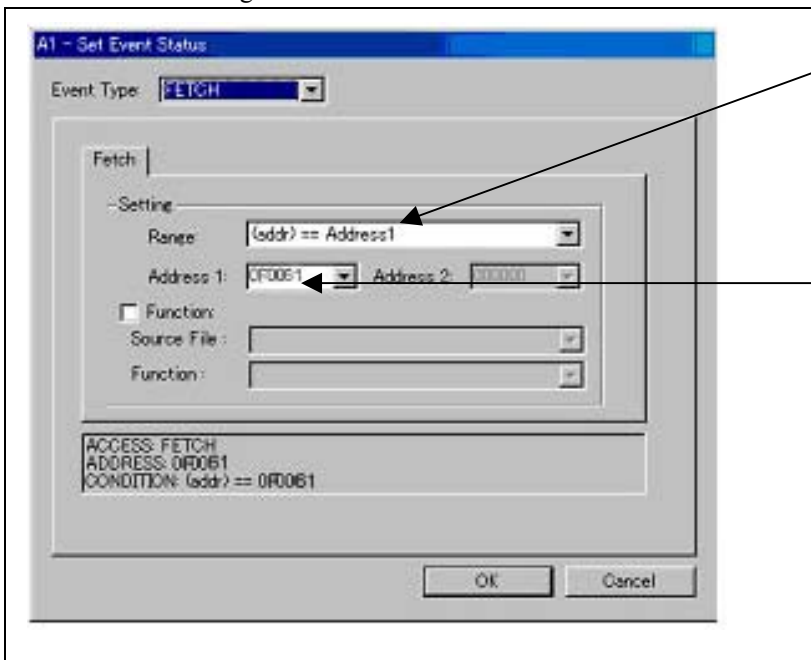 A1 - Set Event Status
Event Type: FETCH
Fetch
Setting
Range: (addr) == Address1
Address 1: 0F0061 Address 2: 000000
Function:
Source File :
Function :
ACCESS: FETCH
ADDRESS: 0F0061
CONDITION: (addr) == 0F0061
OK Cancel